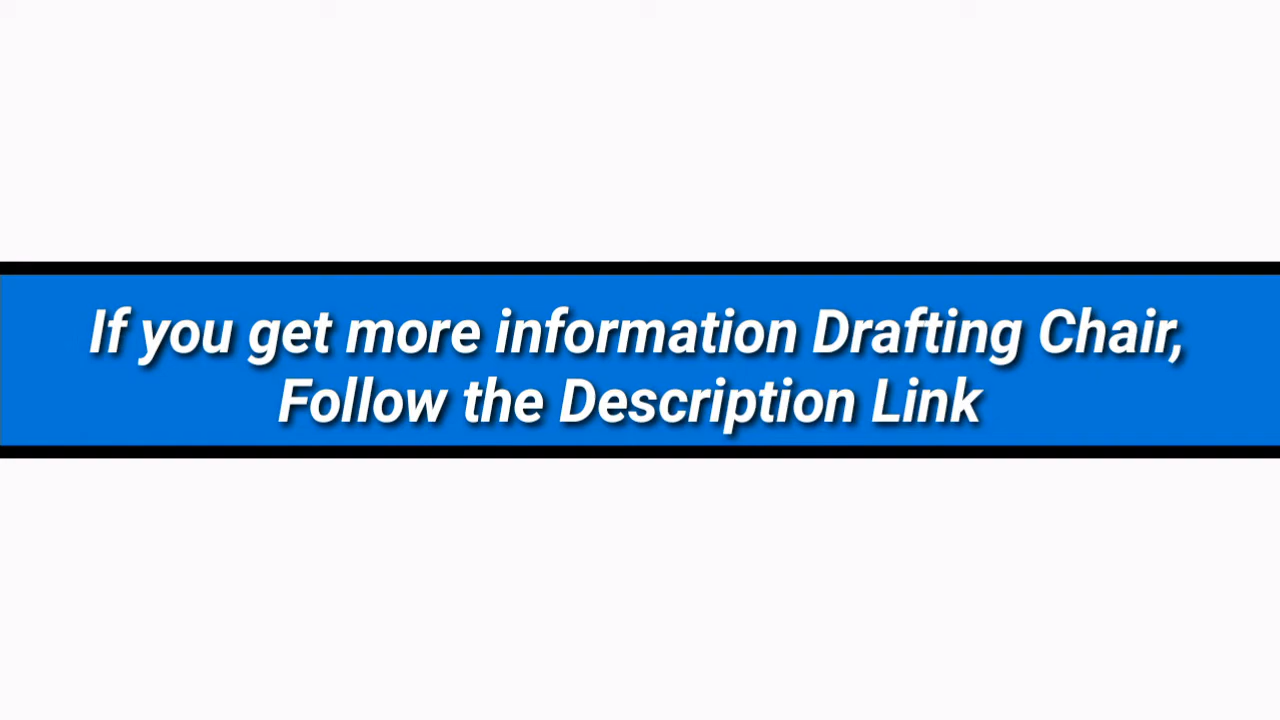 If you get more information Drafting Chair,
Follow the Description Link